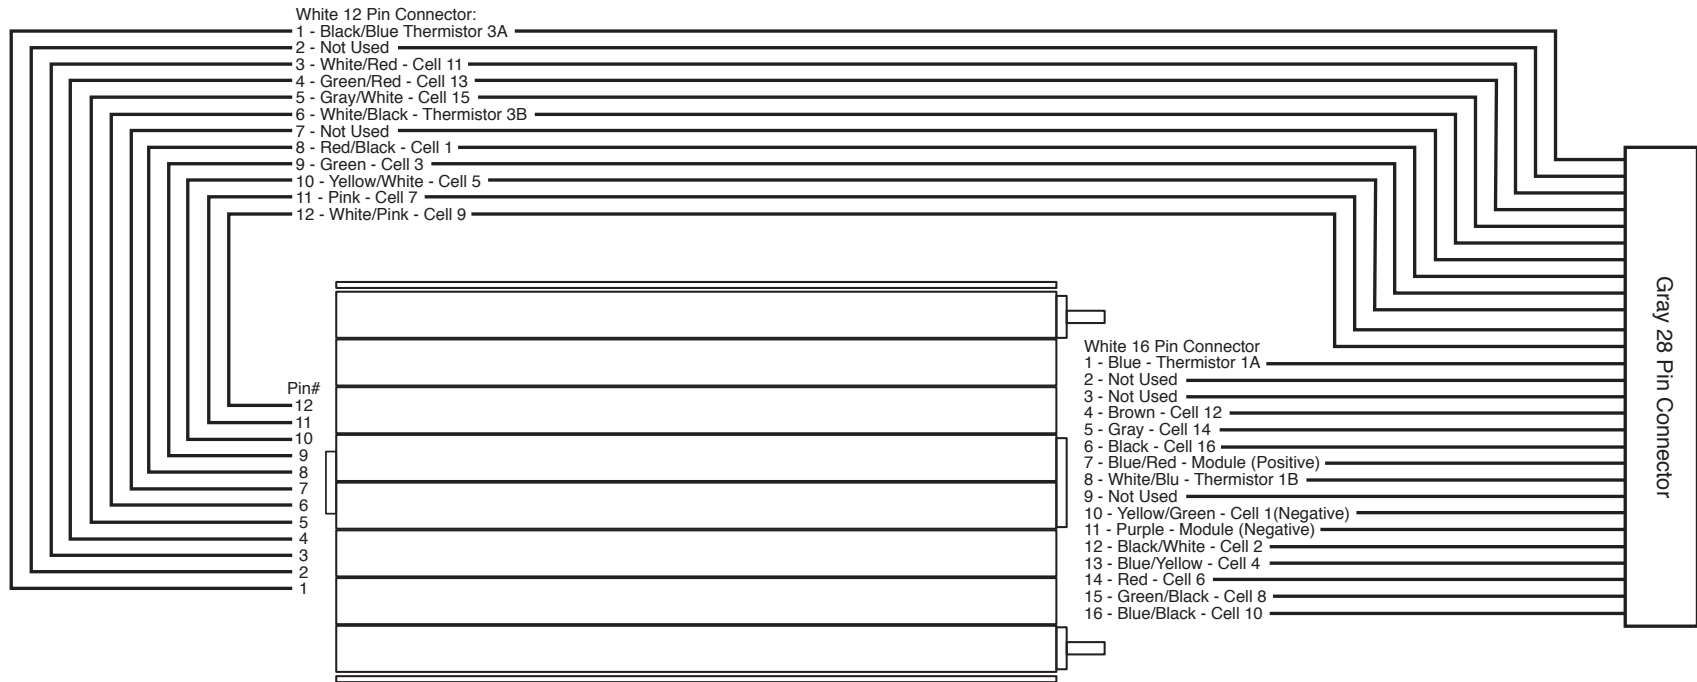 White 12 Pin Connector:
1 - Black/Blue Thermistor 3A
2 - Not Used
3 - White/Red - Cell 11
4 - Green/Red - Cell 13
5 - Gray/White - Cell 15
6 - White/Black - Thermistor 3B
7 - Not Used
8 - Red/Black - Cell 1
9 - Green - Cell 3
10 - Yellow/White - Cell 5
11 - Pink - Cell 7
12 - White/Pink - Cell 9
Pin#
12
11
10
9
8
7
6
5
4
3
2
1
White 16 Pin Connector
1 - Blue - Thermistor 1A
2 - Not Used
3 - Not Used
4 - Brown - Cell 12
5 - Gray - Cell 14
6 - Black - Cell 16
7 - Blue/Red - Module (Positive)
8 - White/Blu - Thermistor 1B
9 - Not Used
10 - Yellow/Green - Cell 1(Negative)
11 - Purple - Module (Negative)
12 - Black/White - Cell 2
13 - Blue/Yellow - Cell 4
14 - Red - Cell 6
15 - Green/Black - Cell 8
16 - Blue/Black - Cell 10
Gray 28 Pin Connector